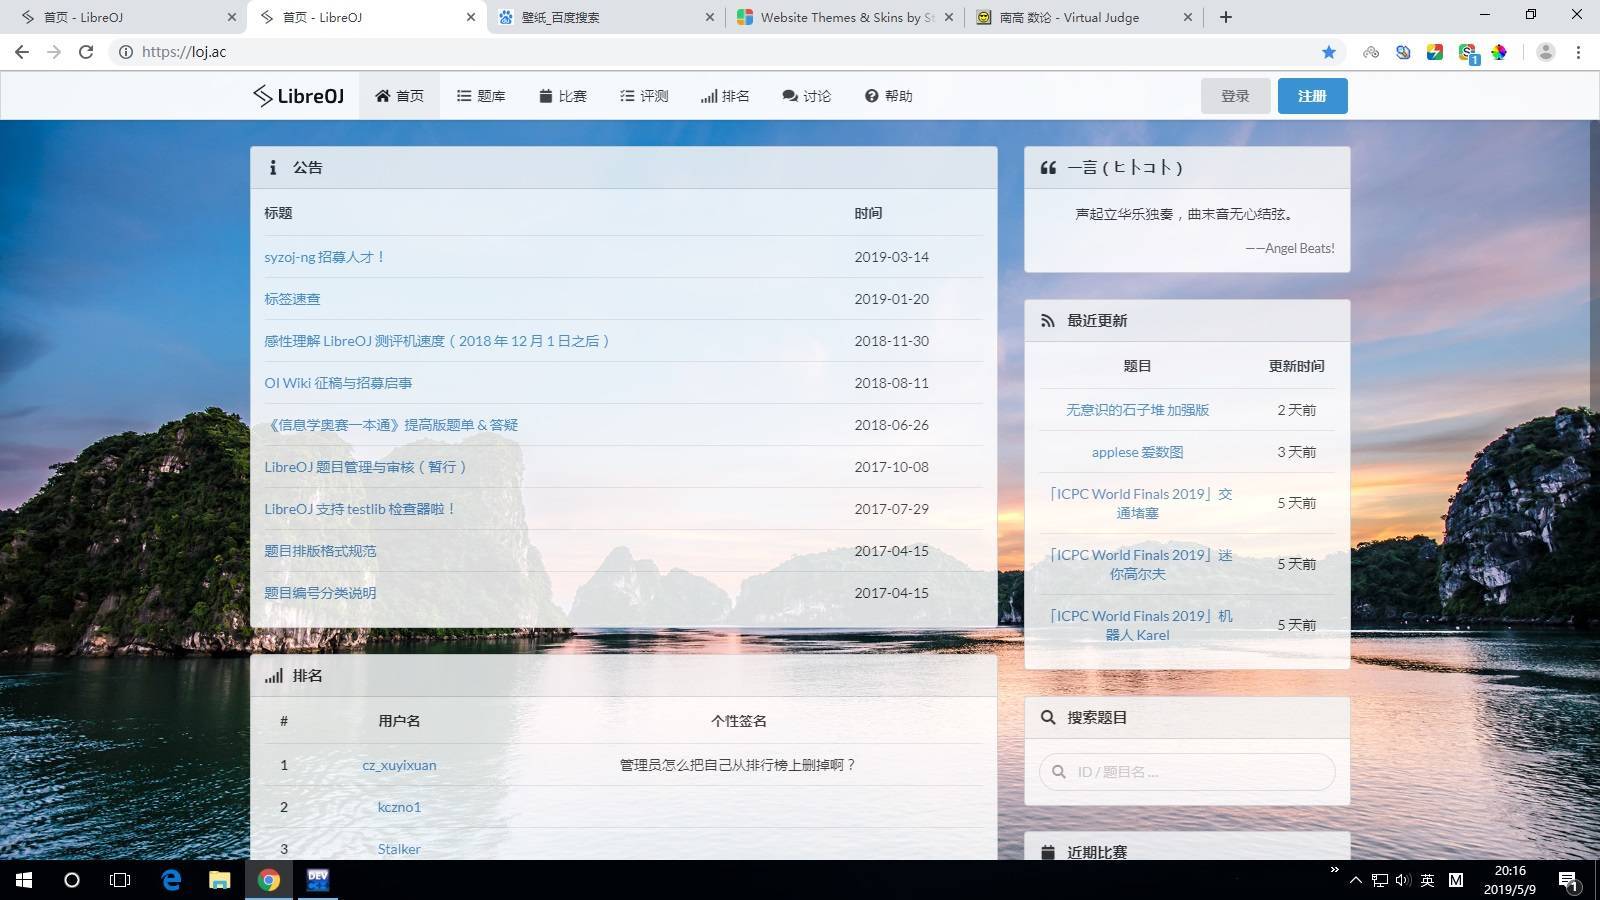 首页 - LibreOJ
首页 - LibreOJ
壁纸_百度搜索
Website Themes & Skins by St
南高 数论 - Virtual Judge
https://loj.ac
LibreOJ 首页 题库 比赛 评测 排名 讨论 帮助 登录 注册
公告
标题 时间
syzoj-ng 招募人才！ 2019-03-14
标签速查 2019-01-20
感性理解 LibreOJ 测评机速度（2018 年 12 月 1 日之后） 2018-11-30
OI Wiki 征稿与招募启事 2018-08-11
《信息学奥赛一本通》提高版题单 & 答疑 2018-06-26
LibreOJ 题目管理与审核（暂行） 2017-10-08
LibreOJ 支持 testlib 检查器啦！ 2017-07-29
题目排版格式规范 2017-04-15
题目编号分类说明 2017-04-15
排名
# 用户名 个性签名
1 cz_xuyixuan 管理员怎么把自己从排行榜上删掉啊？
2 kczno1
3 Stalker
一言（ヒトコト）
声起立华乐独奏，曲末音无心结弦。
——Angel Beats!
最近更新
题目 更新时间
无意识的石子堆 加强版 2 天前
applese 爱数图 3 天前
「ICPC World Finals 2019」交
通堵塞 5 天前
「ICPC World Finals 2019」迷
你高尔夫 5 天前
「ICPC World Finals 2019」机
器人 Karel 5 天前
搜索题目
ID / 题目名 ...
近期比赛
DEV
英 M
20:16
2019/5/9
1